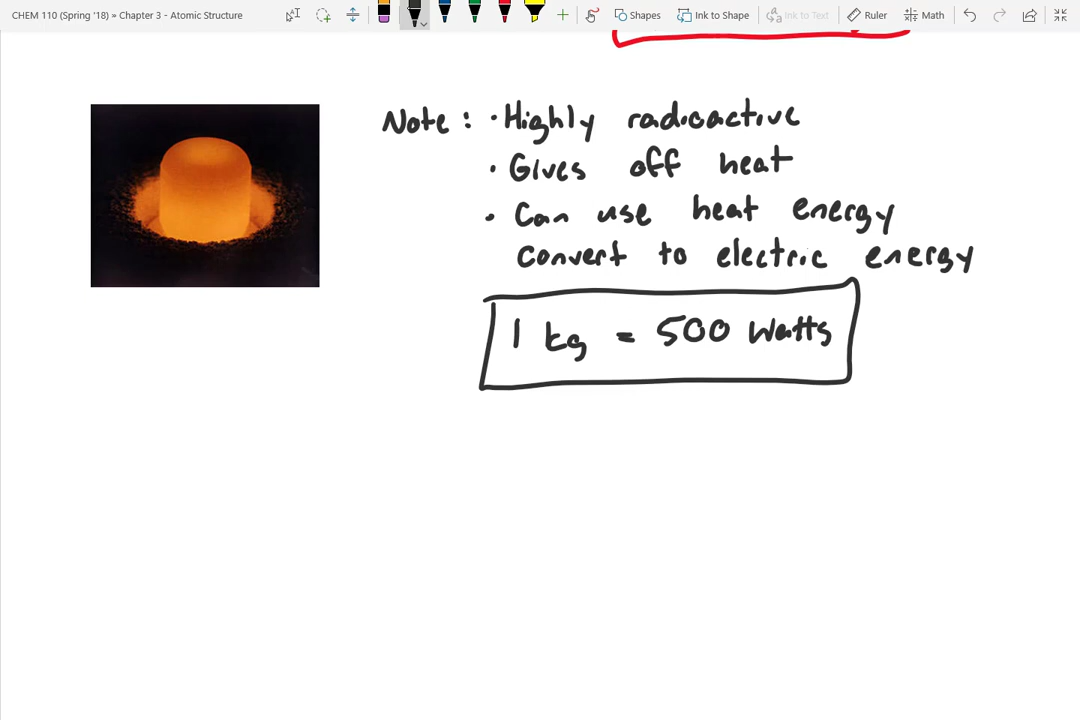 CHEM 110 (Spring '18) » Chapter 3 - Atomic Structure
Shapes
Ink to Shape
Ink to Text
Ruler
Math
Note: · Highly radioactive
· Gives off heat
· Can use heat energy
convert to electric energy
1 kg = 500 Watts